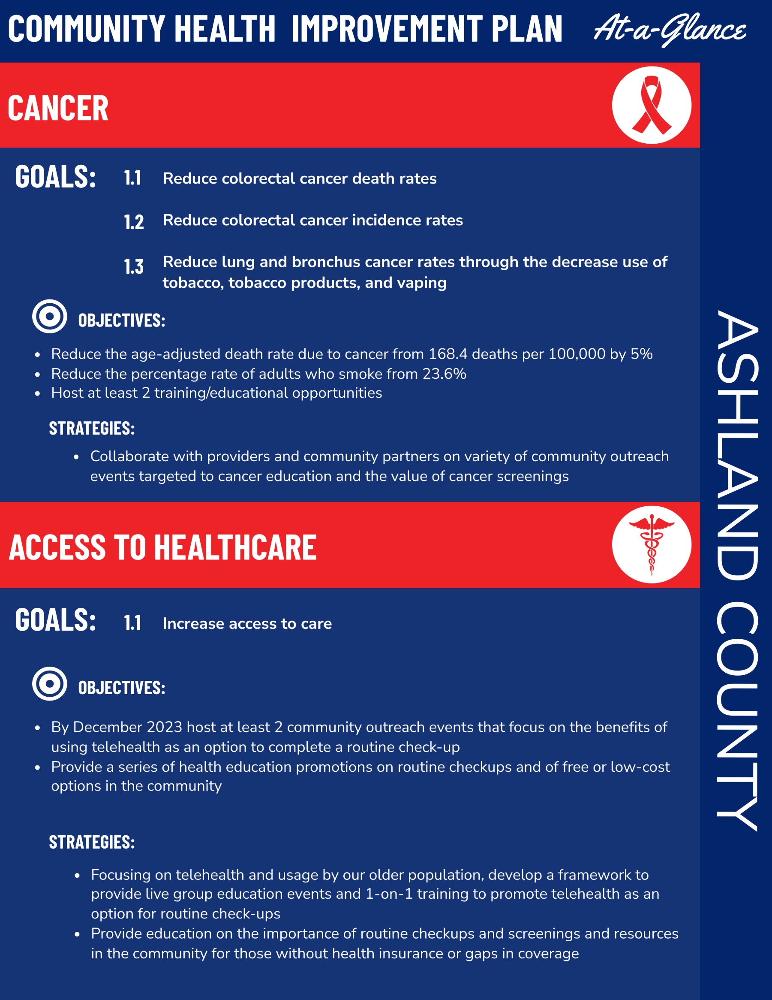 COMMUNITY HEALTH IMPROVEMENT PLAN At-a-Glance
CANCER
GOALS: 1.1 Reduce colorectal cancer death rates
1.2 Reduce colorectal cancer incidence rates
1.3 Reduce lung and bronchus cancer rates through the decrease use of
tobacco, tobacco products, and vaping
OBJECTIVES:
• Reduce the age-adjusted death rate due to cancer from 168.4 deaths per 100,000 by 5%
• Reduce the percentage rate of adults who smoke from 23.6%
• Host at least 2 training/educational opportunities
STRATEGIES:
• Collaborate with providers and community partners on variety of community outreach
events targeted to cancer education and the value of cancer screenings
ACCESS TO HEALTHCARE
GOALS: 1.1 Increase access to care
OBJECTIVES:
• By December 2023 host at least 2 community outreach events that focus on the benefits of
using telehealth as an option to complete a routine check-up
• Provide a series of health education promotions on routine checkups and of free or low-cost
options in the community
STRATEGIES:
• Focusing on telehealth and usage by our older population, develop a framework to
provide live group education events and 1-on-1 training to promote telehealth as an
option for routine check-ups
• Provide education on the importance of routine checkups and screenings and resources
in the community for those without health insurance or gaps in coverage
ASHLAND COUNTY